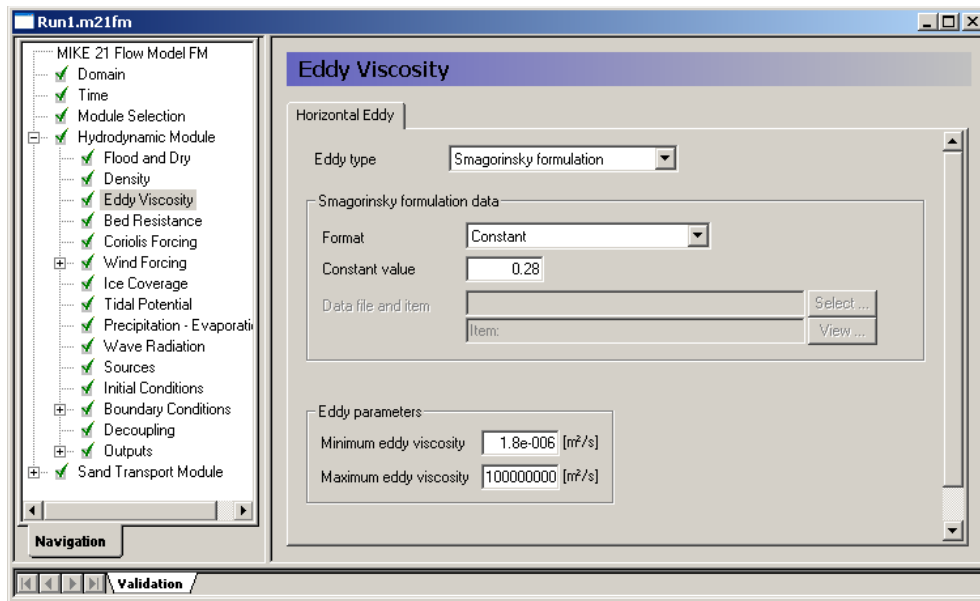 Run1.m21fm
MIKE 21 Flow Model FM
Domain
Time
Module Selection
Hydrodynamic Module
Flood and Dry
Density
Eddy Viscosity
Bed Resistance
Coriolis Forcing
Wind Forcing
Ice Coverage
Tidal Potential
Precipitation - Evaporati
Wave Radiation
Sources
Initial Conditions
Boundary Conditions
Decoupling
Outputs
Sand Transport Module
Navigation
Eddy Viscosity
Horizontal Eddy
Eddy type Smagorinsky formulation
Smagorinsky formulation data
Format Constant
Constant value 0.28
Data file and item Select ...
Item: View ...
Eddy parameters
Minimum eddy viscosity 1.8e-006 [m²/s]
Maximum eddy viscosity 100000000 [m²/s]
Validation